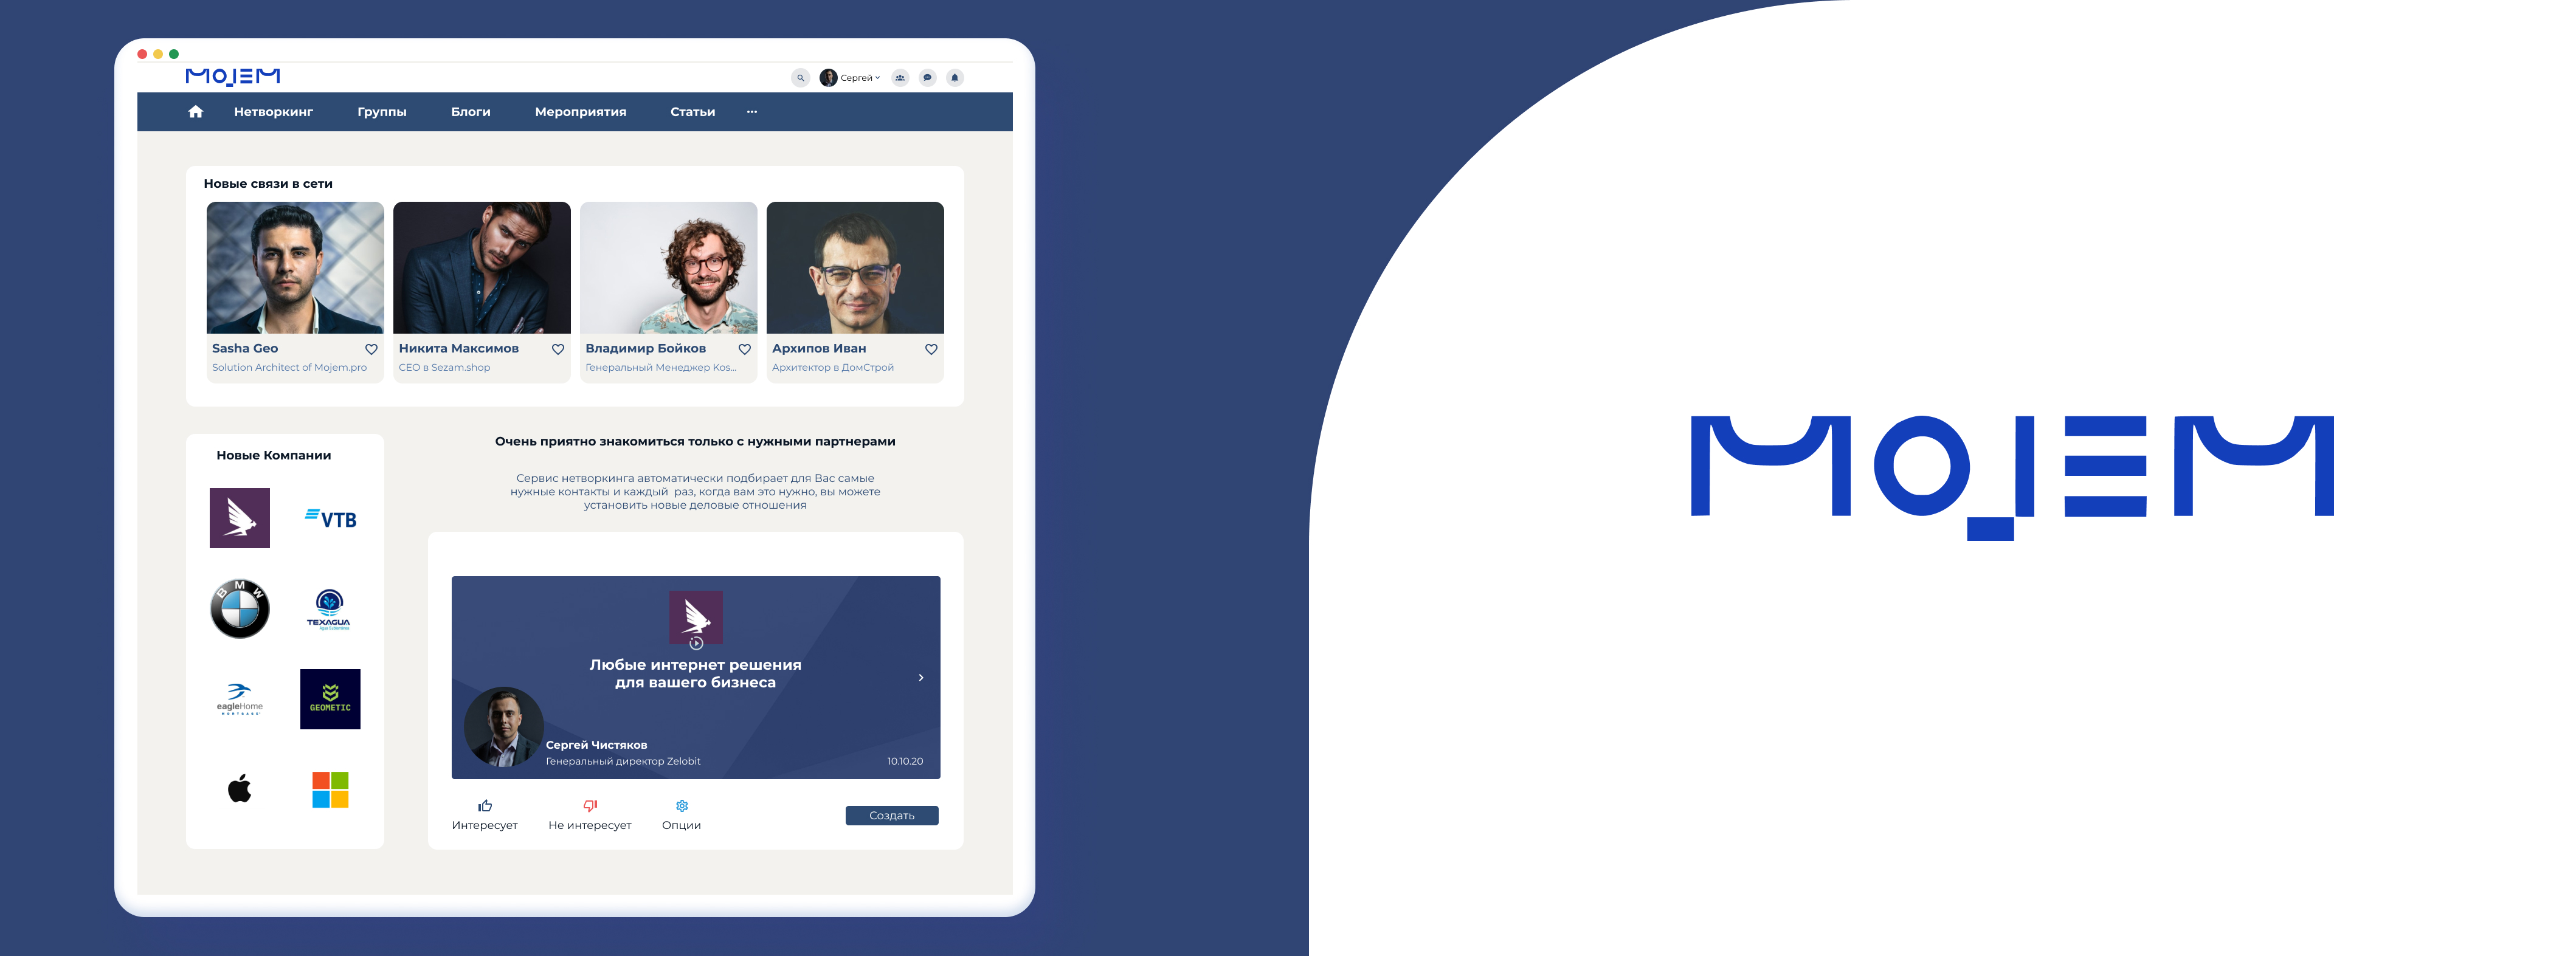 MOJEM
Сергей
Нетворкинг Группы Блоги Мероприятия Статьи ...
Новые связи в сети
Sasha Geo
Solution Architect of Mojem.pro
Никита Максимов
CEO в Sezam.shop
Владимир Бойков
Генеральный Менеджер Kos...
Архипов Иван
Архитектор в ДомСтрой
Новые Компании
VTB
BMW
TEXAGUA
eagleHome
MORTGAGE
GEOMETIC
Очень приятно знакомиться только с нужными партнерами
Сервис нетворкинга автоматически подбирает для Вас самые
нужные контакты и каждый раз, когда вам это нужно, вы можете
установить новые деловые отношения
Любые интернет решения
для вашего бизнеса
Сергей Чистяков
Генеральный директор Zelobit
10.10.20
Интересует
Не интересует
Опции
Создать
MOJEM